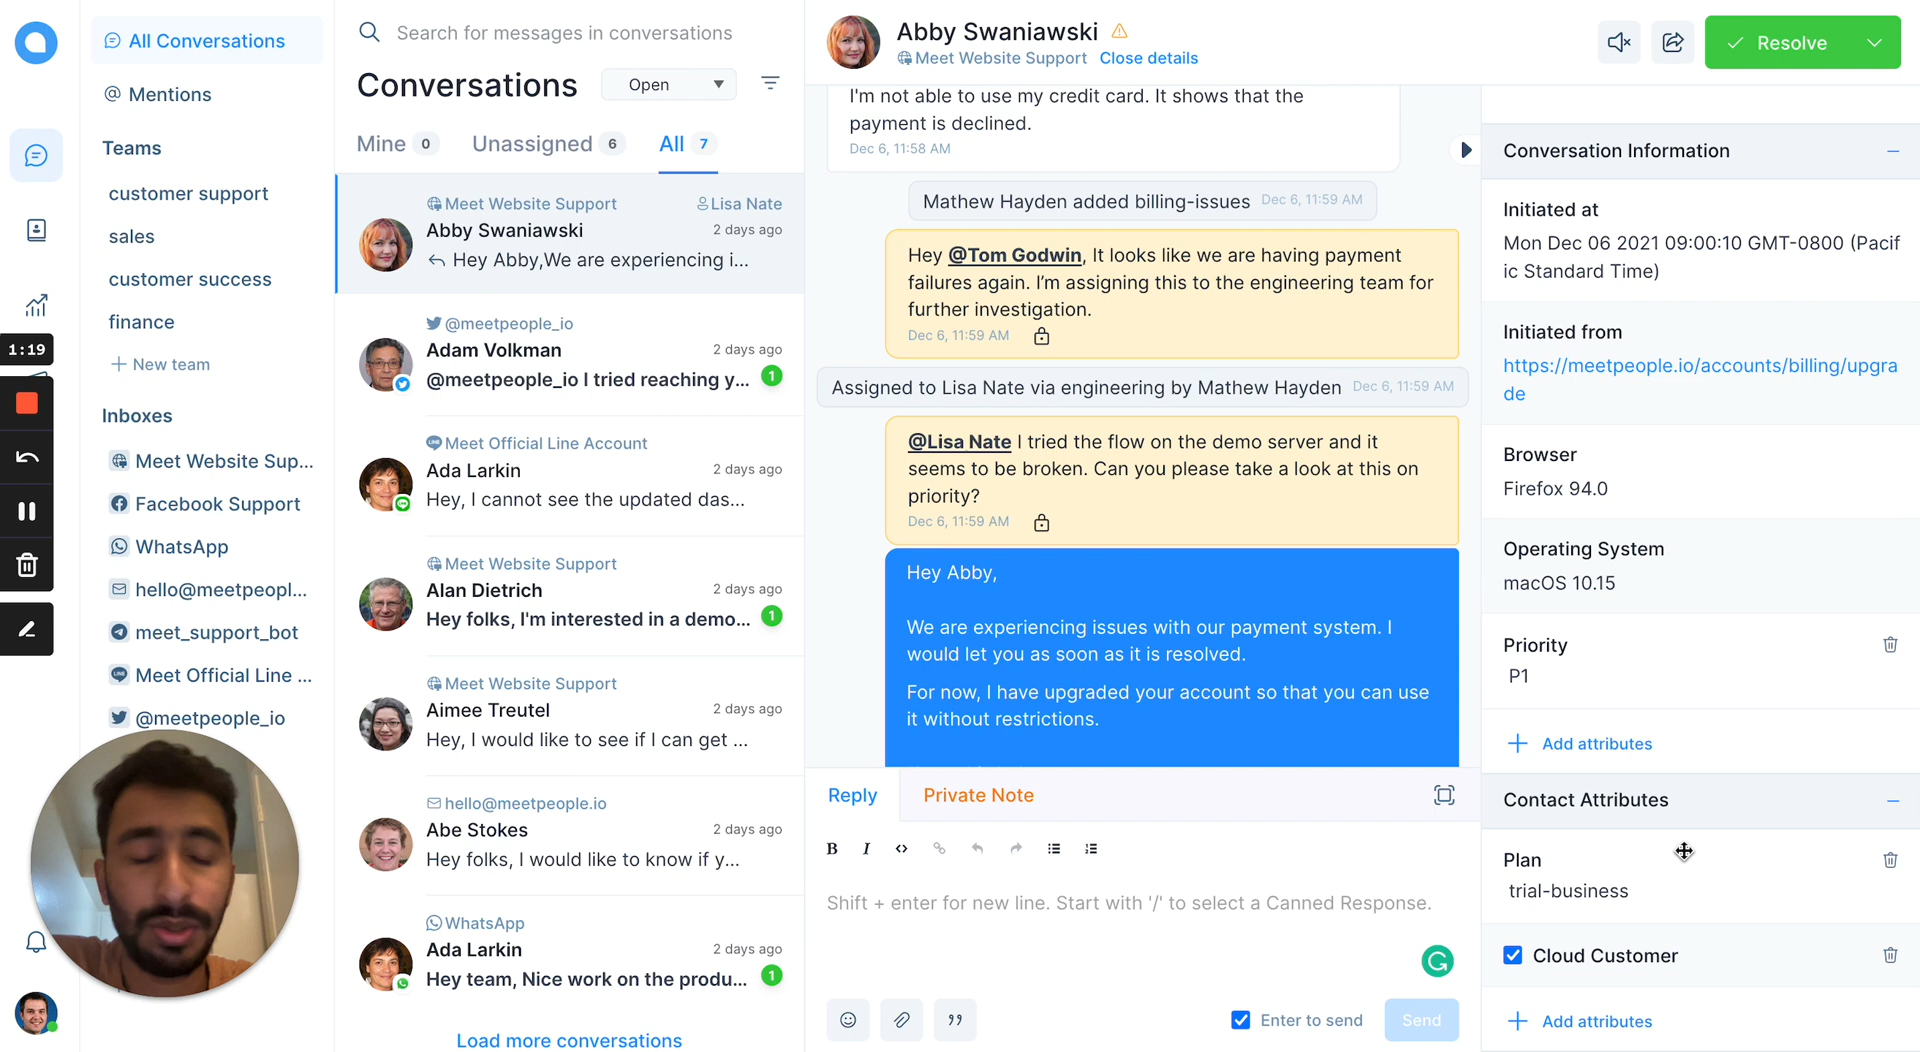 All Conversations
Mentions
Teams
customer support
sales
customer success
finance
New team
Inboxes
Meet Website Sup...
Facebook Support
WhatsApp
hello@meetpeopl...
meet_support_bot
Meet Official Line ...
@meetpeople_io
1:19
Search for messages in conversations
Conversations
Open
Mine 0
Unassigned 6
All 7
Meet Website Support
Lisa Nate
Abby Swaniawski
2 days ago
Hey Abby,We are experiencing i...
@meetpeople_io
Adam Volkman
2 days ago
@meetpeople_io I tried reaching y...
1
Meet Official Line Account
Ada Larkin
2 days ago
Hey, I cannot see the updated das...
Meet Website Support
Alan Dietrich
2 days ago
Hey folks, I'm interested in a demo...
1
Meet Website Support
Aimee Treutel
2 days ago
Hey, I would like to see if I can get ...
hello@meetpeople.io
Abe Stokes
2 days ago
Hey folks, I would like to know if y...
WhatsApp
Ada Larkin
2 days ago
Hey team, Nice work on the produ...
1
Load more conversations
Abby Swaniawski
Meet Website Support
Close details
Resolve
I'm not able to use my credit card. It shows that the
payment is declined.
Dec 6, 11:58 AM
Mathew Hayden added billing-issues Dec 6, 11:59 AM
Hey @Tom Godwin, It looks like we are having payment
failures again. I'm assigning this to the engineering team for
further investigation.
Dec 6, 11:59 AM
Assigned to Lisa Nate via engineering by Mathew Hayden Dec 6, 11:59 AM
@Lisa Nate I tried the flow on the demo server and it
seems to be broken. Can you please take a look at this on
priority?
Dec 6, 11:59 AM
Hey Abby,
We are experiencing issues with our payment system. I
would let you as soon as it is resolved.
For now, I have upgraded your account so that you can use
it without restrictions.
Reply
Private Note
B I
Shift + enter for new line. Start with '/' to select a Canned Response.
Enter to send
Send
Conversation Information
Initiated at
Mon Dec 06 2021 09:00:10 GMT-0800 (Pacif
ic Standard Time)
Initiated from
https://meetpeople.io/accounts/billing/upgra
de
Browser
Firefox 94.0
Operating System
macOS 10.15
Priority
P1
Add attributes
Contact Attributes
Plan
trial-business
Cloud Customer
Add attributes